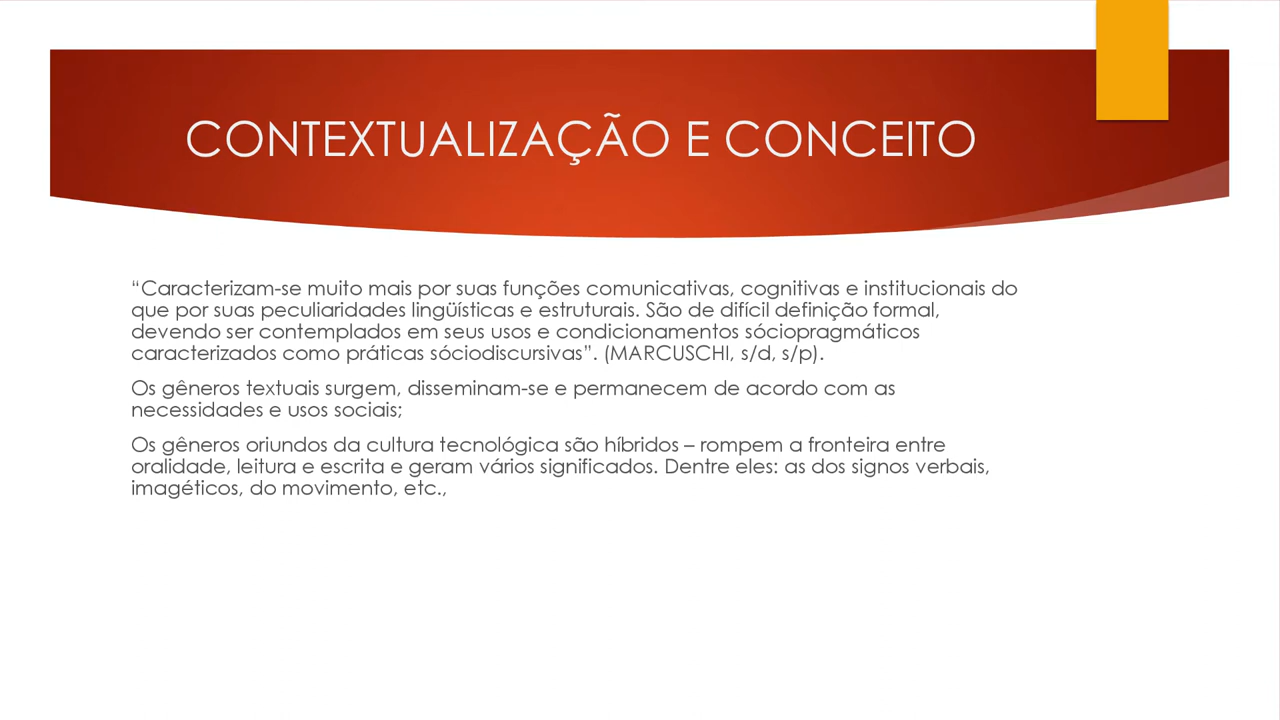 CONTEXTUALIZAÇÃO E CONCEITO
“Caracterizam-se muito mais por suas funções comunicativas, cognitivas e institucionais do
que por suas peculiaridades lingüísticas e estruturais. São de difícil definição formal,
devendo ser contemplados em seus usos e condicionamentos sóciopragmáticos
caracterizados como práticas sóciodiscursivas”. (MARCUSCHI, s/d, s/p).
Os gêneros textuais surgem, disseminam-se e permanecem de acordo com as
necessidades e usos sociais;
Os gêneros oriundos da cultura tecnológica são híbridos – rompem a fronteira entre
oralidade, leitura e escrita e geram vários significados. Dentre eles: as dos signos verbais,
imagéticos, do movimento, etc.,